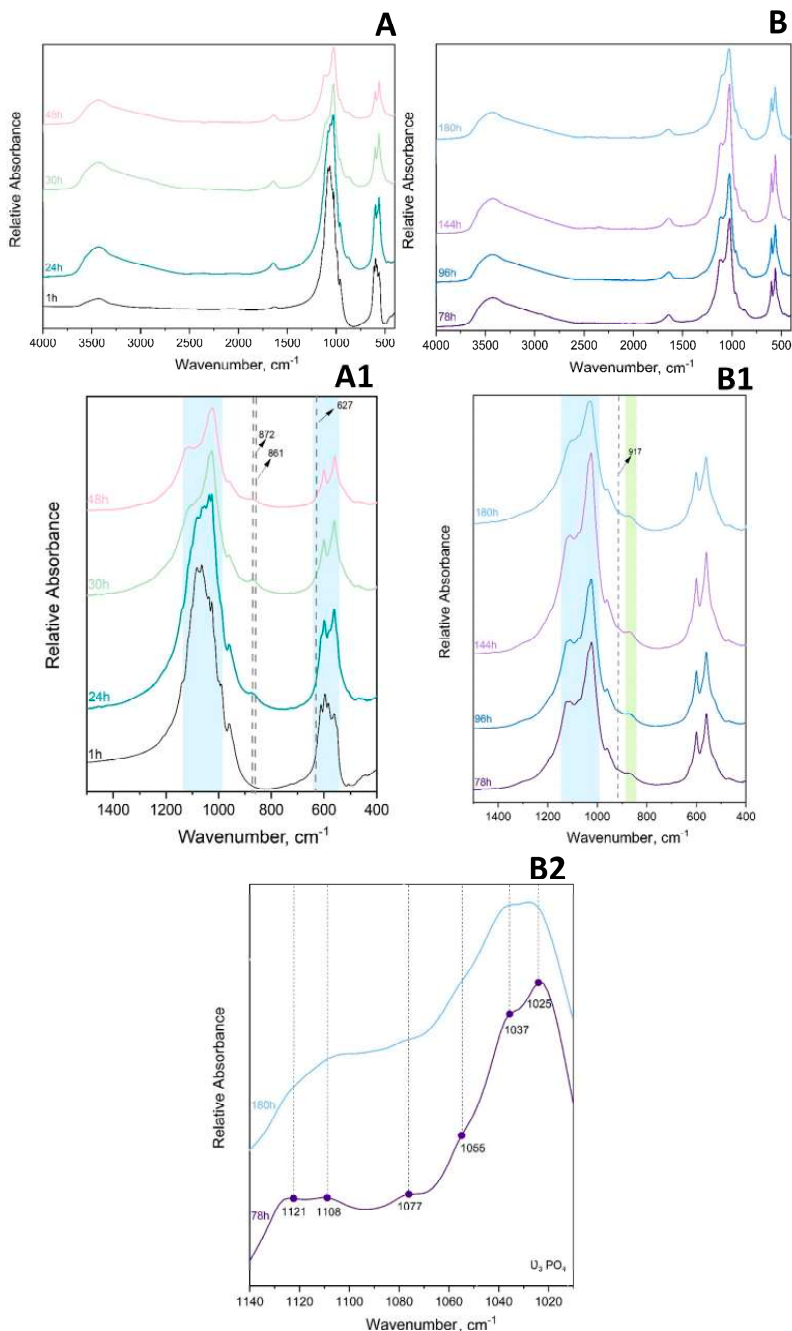 A
B
48h
30h
24h
1h
180h
144h
96h
78h
Relative Absorbance
Relative Absorbance
4000 3500 3000 2500 2000 1500 1000 500
4000 3500 3000 2500 2000 1500 1000 500
Wavenumber, cm-1
Wavenumber, cm-1
A1
B1
627
872
861
917
48h
30h
24h
1h
180h
144h
96h
78h
Relative Absorbance
Relative Absorbance
1400 1200 1000 800 600 400
1400 1200 1000 800 600 400
Wavenumber, cm-1
Wavenumber, cm-1
B2
1025
1037
1055
180h
1121 1108 1077
78h
Relative Absorbance
υ3 PO4
1140 1120 1100 1080 1060 1040 1020
Wavenumber, cm-1